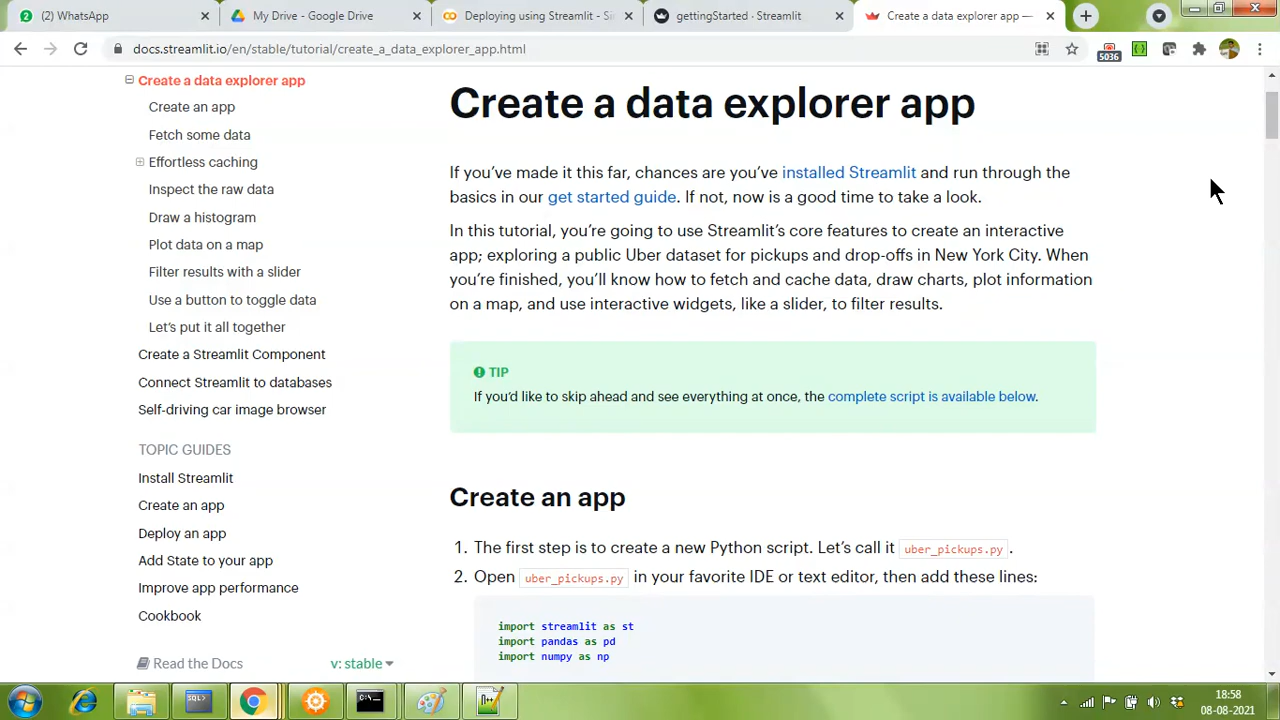 (2) WhatsApp
My Drive - Google Drive
Deploying using Streamlit - Si
gettingStarted · Streamlit
Create a data explorer app —
docs.streamlit.io/en/stable/tutorial/create_a_data_explorer_app.html
5036
Create a data explorer app
Create an app
Fetch some data
Effortless caching
Inspect the raw data
Draw a histogram
Plot data on a map
Filter results with a slider
Use a button to toggle data
Let's put it all together
Create a Streamlit Component
Connect Streamlit to databases
Self-driving car image browser
TOPIC GUIDES
Install Streamlit
Create an app
Deploy an app
Add State to your app
Improve app performance
Cookbook
Read the Docs
v: stable
Create a data explorer app
If you've made it this far, chances are you've installed Streamlit and run through the
basics in our get started guide. If not, now is a good time to take a look.
In this tutorial, you're going to use Streamlit's core features to create an interactive
app; exploring a public Uber dataset for pickups and drop-offs in New York City. When
you're finished, you'll know how to fetch and cache data, draw charts, plot information
on a map, and use interactive widgets, like a slider, to filter results.
TIP
If you'd like to skip ahead and see everything at once, the complete script is available below.
Create an app
1. The first step is to create a new Python script. Let's call it uber_pickups.py.
2. Open uber_pickups.py in your favorite IDE or text editor, then add these lines:
import streamlit as st
import pandas as pd
import numpy as np
18:58
08-08-2021